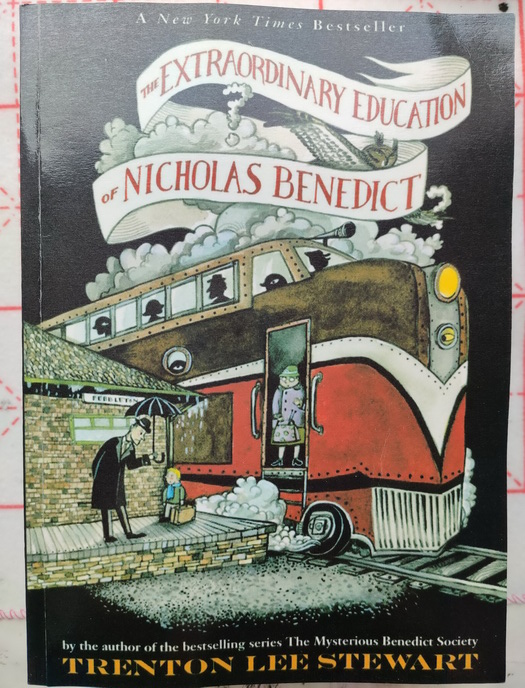 A New York Times Bestseller
THE EXTRAORDINARY EDUCATION
OF NICHOLAS BENEDICT
by the author of the bestselling series The Mysterious Benedict Society
TRENTON LEE STEWART